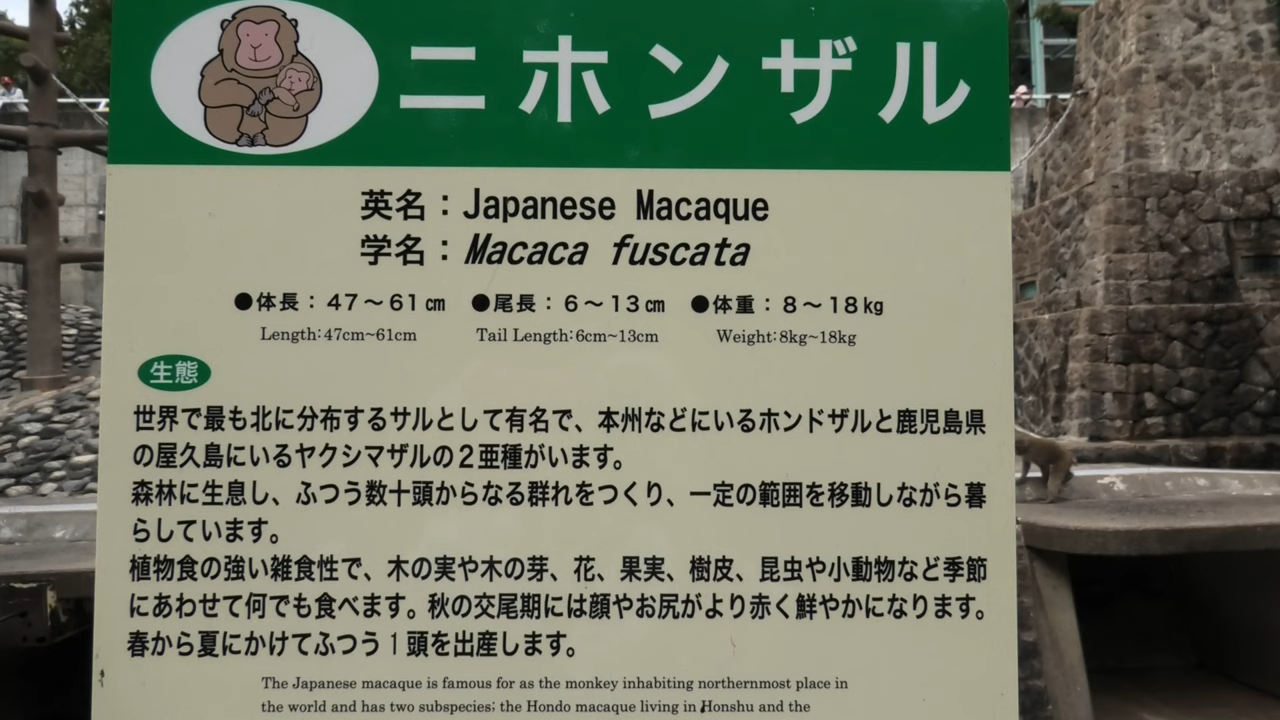 ニホンザル
英名：Japanese Macaque
学名：Macaca fuscata
●体長：47～61㎝ ●尾長：6～13㎝ ●体重：8～18㎏
Length:47cm~61cm Tail Length:6cm~13cm Weight:8kg~18kg
生態
世界で最も北に分布するサルとして有名で、本州などにいるホンドザルと鹿児島県
の屋久島にいるヤクシマザルの2亜種がいます。
森林に生息し、ふつう数十頭からなる群れをつくり、一定の範囲を移動しながら暮
らしています。
植物食の強い雑食性で、木の実や木の芽、花、果実、樹皮、昆虫や小動物など季節
にあわせて何でも食べます。秋の交尾期には顔やお尻がより赤く鮮やかになります。
春から夏にかけてふつう1頭を出産します。
The Japanese macaque is famous for as the monkey inhabiting northernmost place in
the world and has two subspecies; the Hondo macaque living in Honshu and the